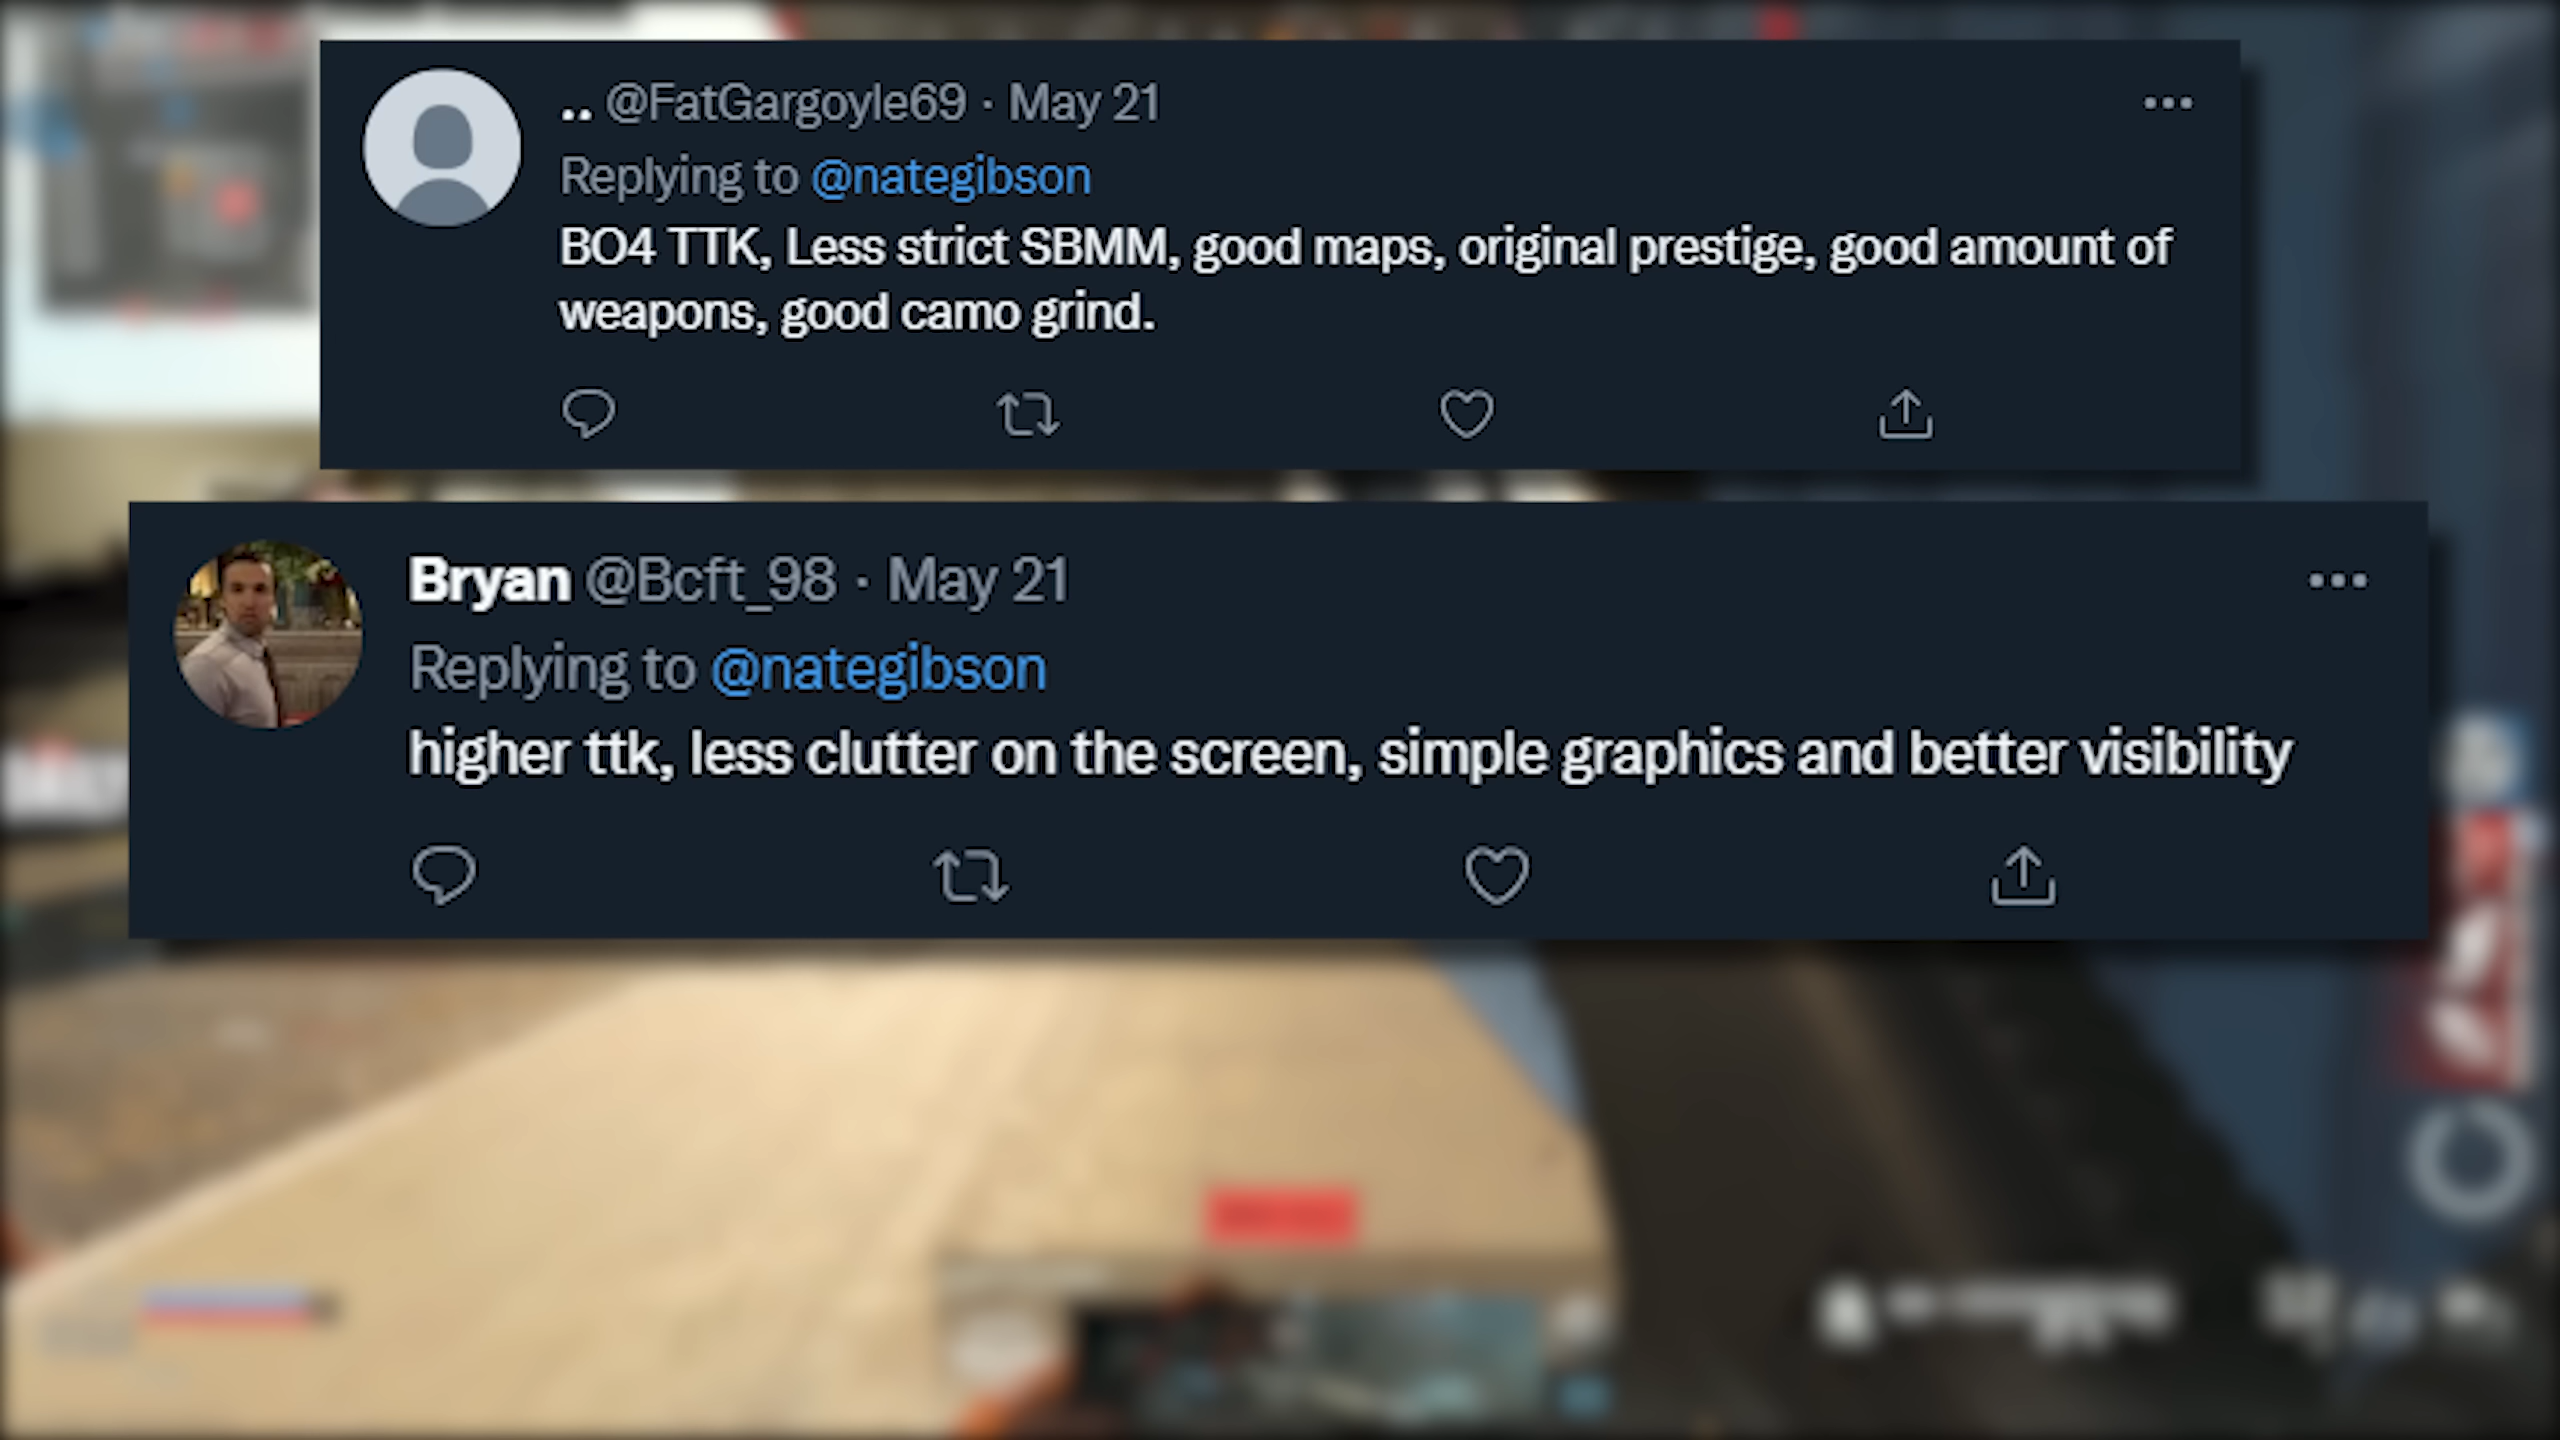 .. @FatGargoyle69 · May 21
Replying to @nategibson
BO4 TTK, Less strict SBMM, good maps, original prestige, good amount of
weapons, good camo grind.
Bryan @Bcft_98 · May 21
Replying to @nategibson
higher ttk, less clutter on the screen, simple graphics and better visibility